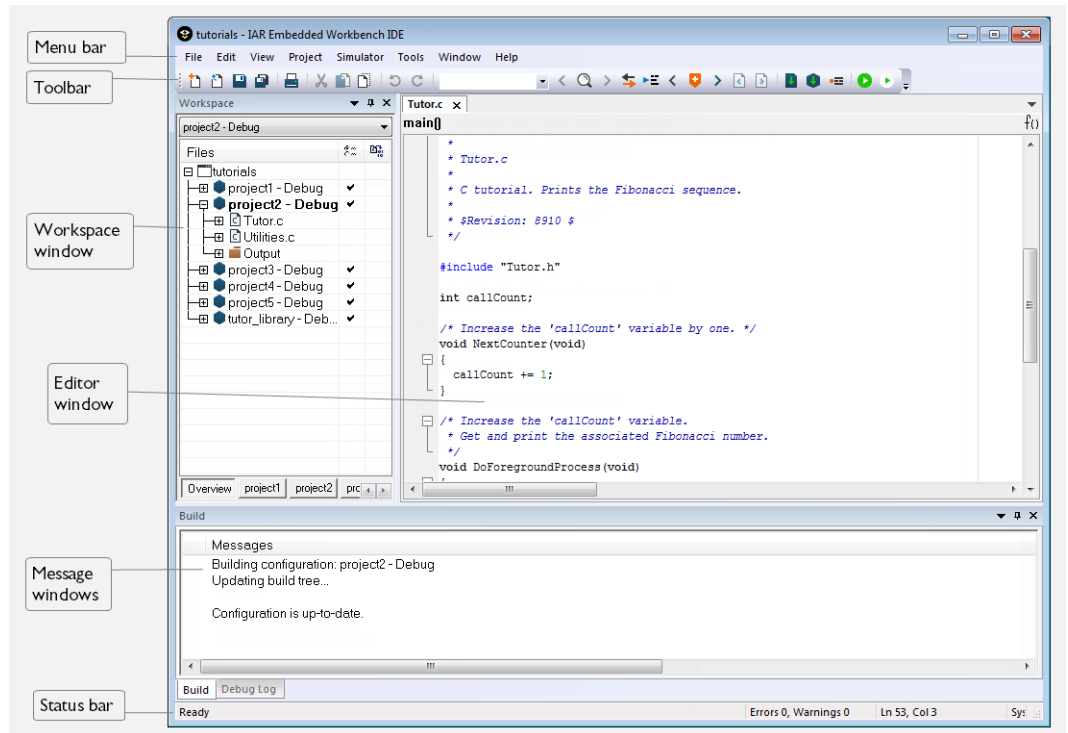 tutorials - IAR Embedded Workbench IDE
Menu bar
File Edit View Project Simulator Tools Window Help
Toolbar
Workspace
Tutor.c
project2 - Debug
main()
f()
Files
tutorials
project1 - Debug
project2 - Debug
Tutor.c
Utilities.c
Output
project3 - Debug
project4 - Debug
project5 - Debug
tutor_library - Deb...
Workspace
window
*
* Tutor.c
*
* C tutorial. Prints the Fibonacci sequence.
*
* $Revision: 8910 $
*/
#include "Tutor.h"
int callCount;
/* Increase the 'callCount' variable by one. */
void NextCounter(void)
{
callCount += 1;
}
/* Increase the 'callCount' variable.
* Get and print the associated Fibonacci number.
*/
void DoForegroundProcess(void)
Editor
window
Overview project1 project2 prc
Build
Messages
Building configuration: project2 - Debug
Updating build tree...
Configuration is up-to-date.
Message
windows
Build Debug Log
Status bar
Ready
Errors 0, Warnings 0
Ln 53, Col 3
Sys